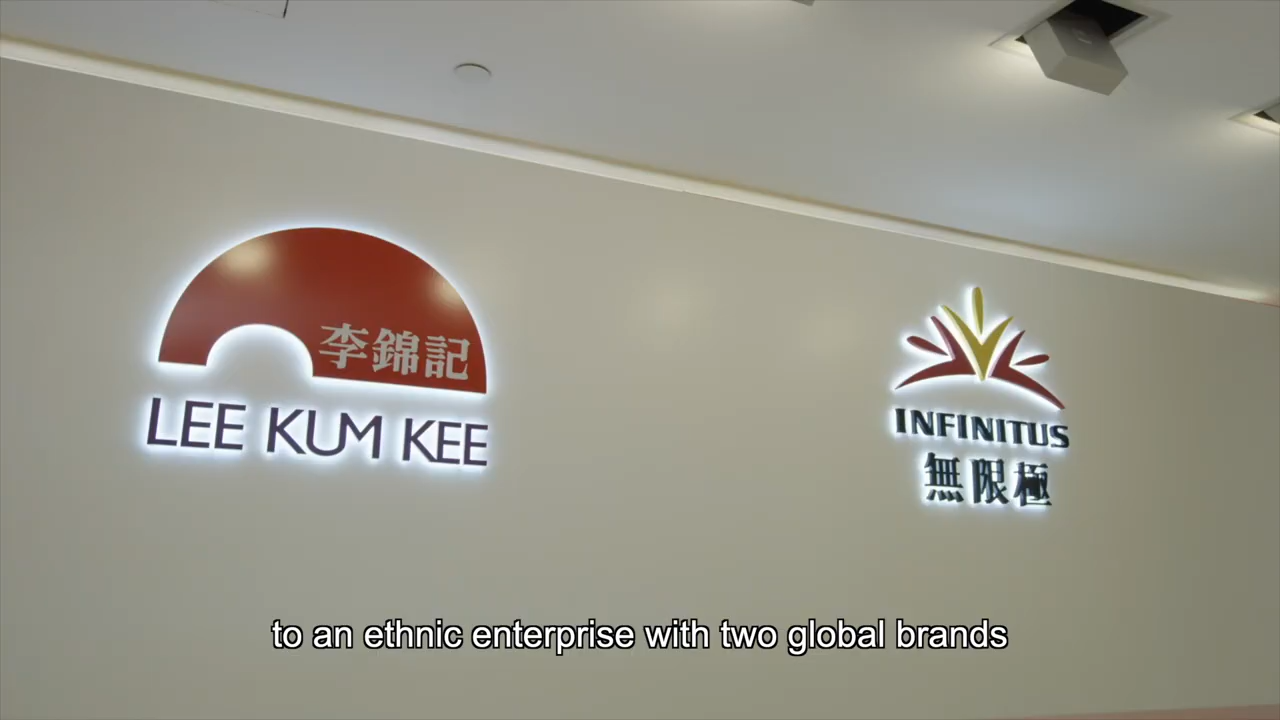 李錦記
LEE KUM KEE
INFINITUS
無限極
to an ethnic enterprise with two global brands